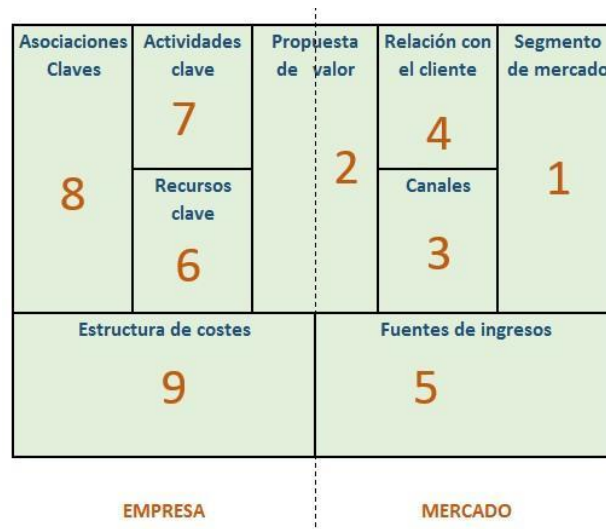 Asociaciones
Claves
8
Actividades
clave
7
Recursos
clave
6
Propuesta
de valor
2
Relación con
el cliente
4
Canales
3
Segmento
de mercado
1
Estructura de costes
9
Fuentes de ingresos
5
EMPRESA
MERCADO